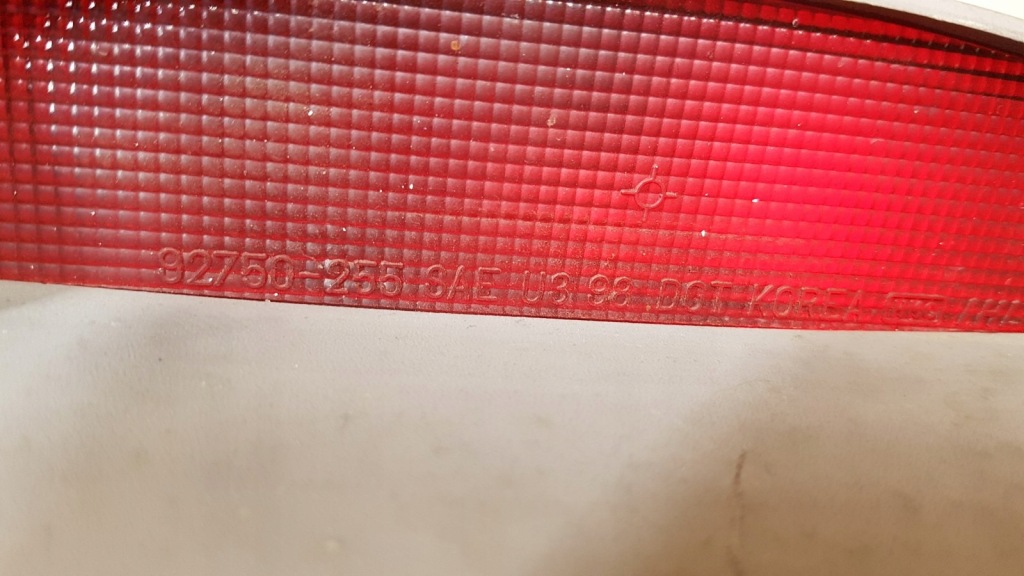 92750-255 SAE U3 98 DOT KOREA